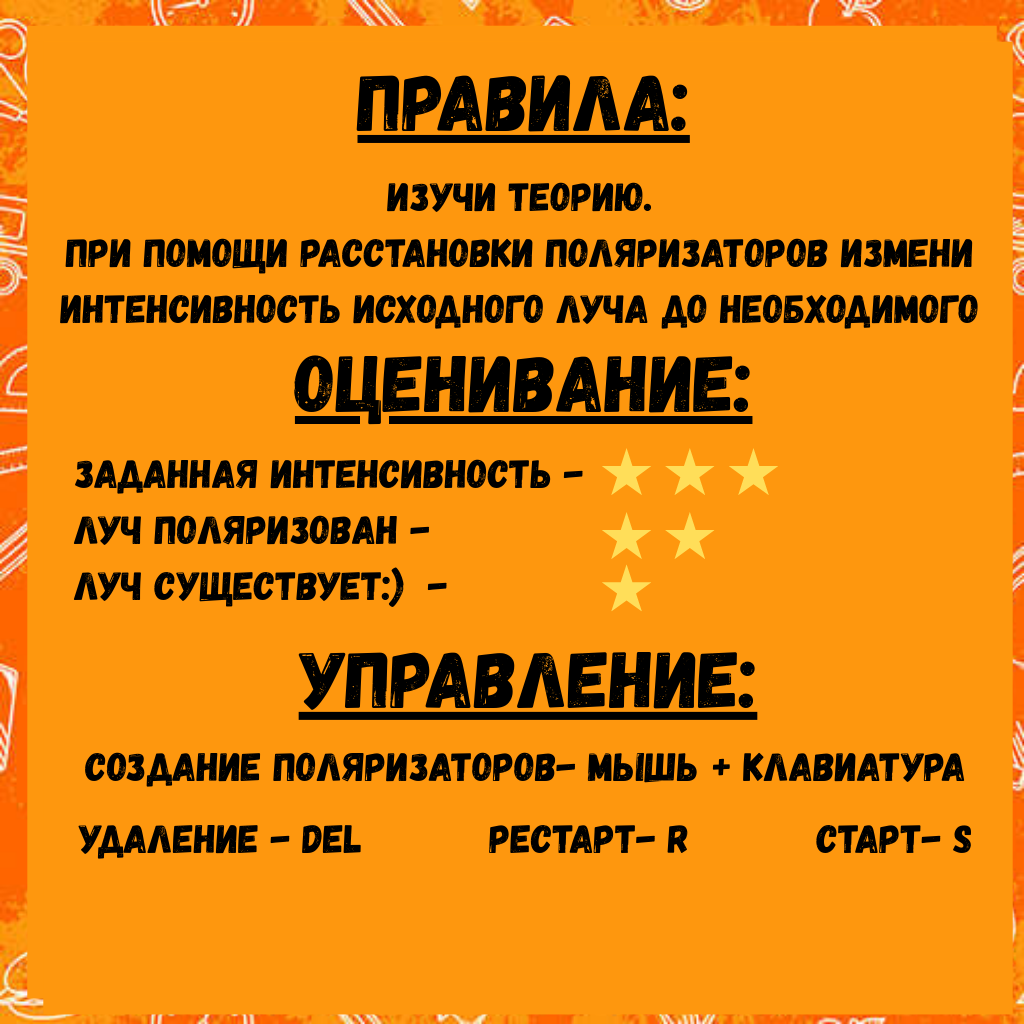 ПРАВИЛА:
ИЗУЧИ ТЕОРИЮ.
ПРИ ПОМОЩИ РАССТАНОВКИ ПОЛЯРИЗАТОРОВ ИЗМЕНИ
ИНТЕНСИВНОСТЬ ИСХОДНОГО ЛУЧА ДО НЕОБХОДИМОГО
ОЦЕНИВАНИЕ:
ЗАДАННАЯ ИНТЕНСИВНОСТЬ –
ЛУЧ ПОЛЯРИЗОВАН –
ЛУЧ СУЩЕСТВУЕТ:) –
УПРАВЛЕНИЕ:
СОЗДАНИЕ ПОЛЯРИЗАТОРОВ– МЫШЬ + КЛАВИАТУРА
УДАЛЕНИЕ – DEL РЕСТАРТ– R СТАРТ– S